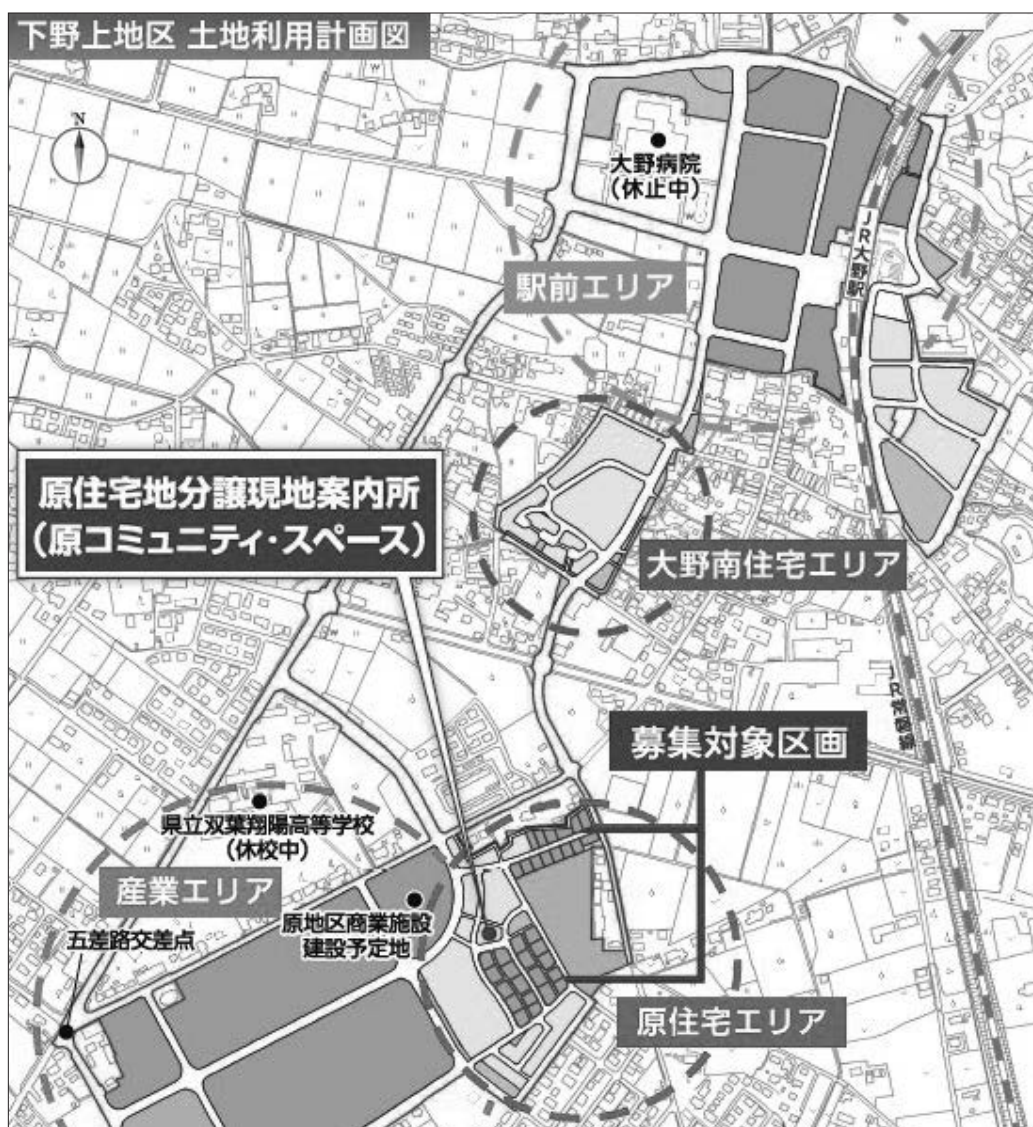 下野上地区 土地利用計画図
N
大野病院
(休止中)
JR大野駅
駅前エリア
原住宅地分譲現地案内所
(原コミュニティ・スペース)
大野南住宅エリア
JR常磐線
募集対象区画
県立双葉翔陽高等学校
(休校中)
産業エリア
原地区商業施設
建設予定地
五差路交差点
原住宅エリア